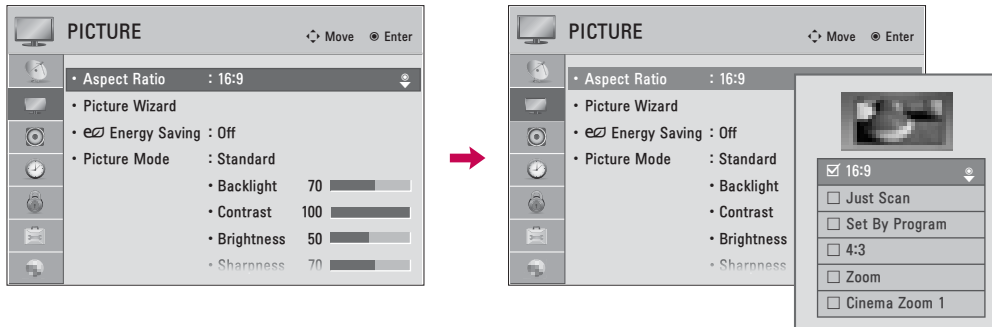 PICTURE
Move Enter
• Aspect Ratio : 16:9
• Picture Wizard
• Energy Saving : Off
• Picture Mode : Standard
• Backlight 70
• Contrast 100
• Brightness 50
• Sharpness 70
PICTURE
Move Enter
• Aspect Ratio : 16:9
• Picture Wizard
• Energy Saving : Off
• Picture Mode : Standard
• Backlight
• Contrast
• Brightness
• Sharpness
16:9
Just Scan
Set By Program
4:3
Zoom
Cinema Zoom 1